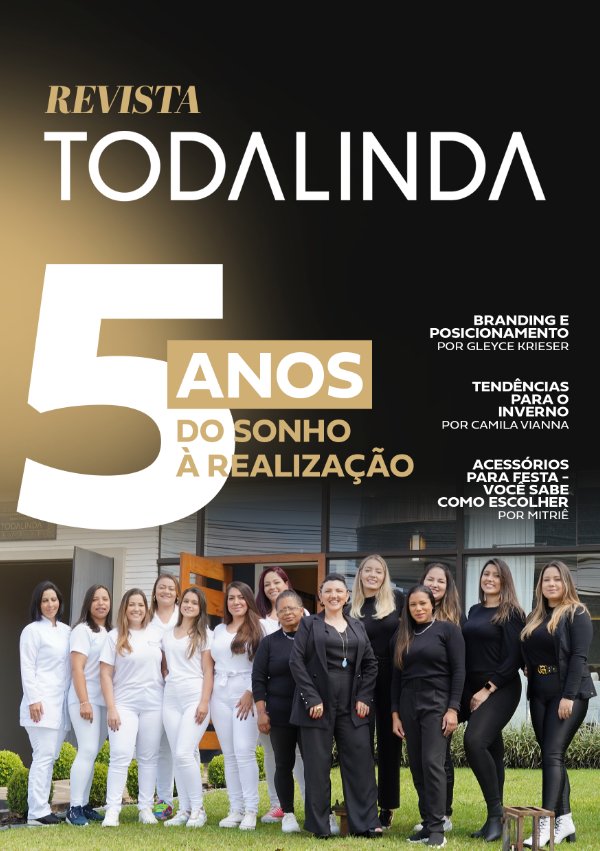 REVISTA
TODALINDA
5
ANOS
DO SONHO
À REALIZAÇÃO
BRANDING E
POSICIONAMENTO
POR GLEYCE KRIESER
TENDÊNCIAS
PARA O
INVERNO
POR CAMILA VIANNA
ACESSÓRIOS
PARA FESTA -
VOCÊ SABE
COMO ESCOLHER
POR MITRIÊ
TODALINDA